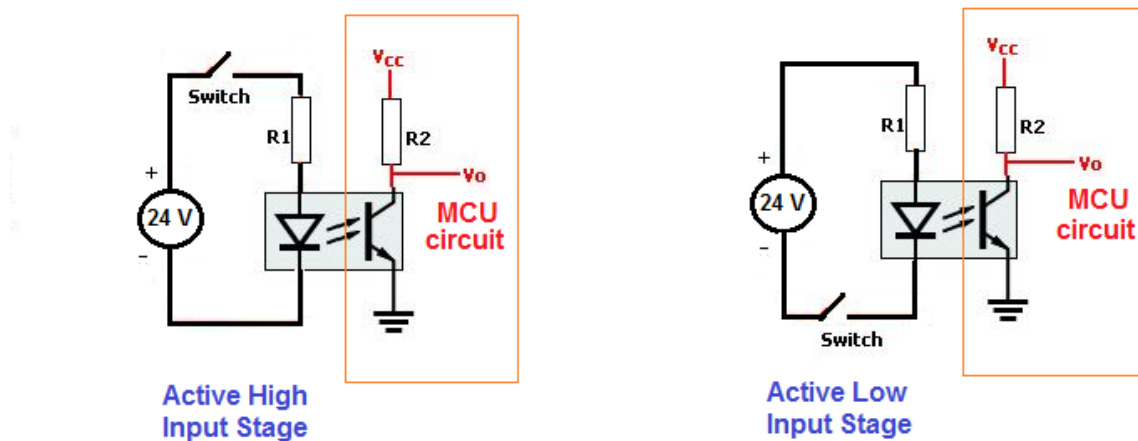 Switch
R1
Vcc
R2
Vo
+
24 V
-
MCU
circuit
Active High
Input Stage
Vcc
R1
R2
Vo
+
24 V
-
MCU
circuit
Switch
Active Low
Input Stage